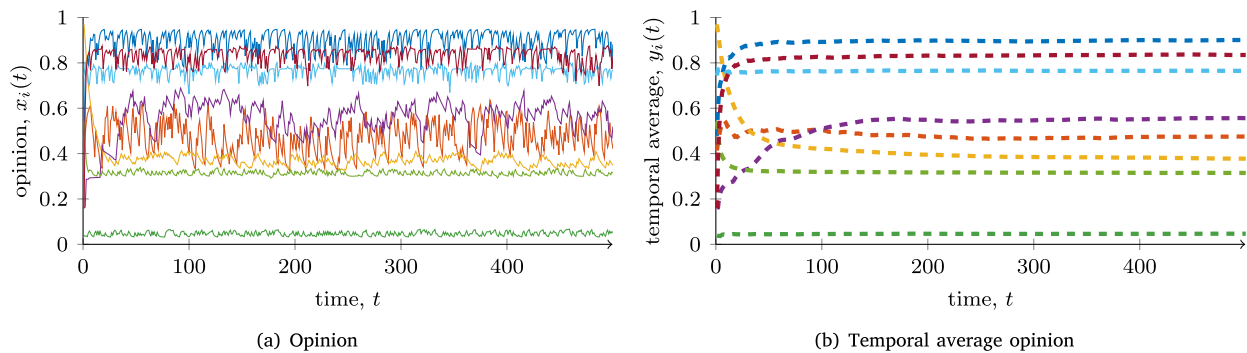 opinion, xᵢ(t)
1
0.8
0.6
0.4
0.2
0
0 100 200 300 400
time, t
(a) Opinion
temporal average, yᵢ(t)
1
0.8
0.6
0.4
0.2
0
0 100 200 300 400
time, t
(b) Temporal average opinion